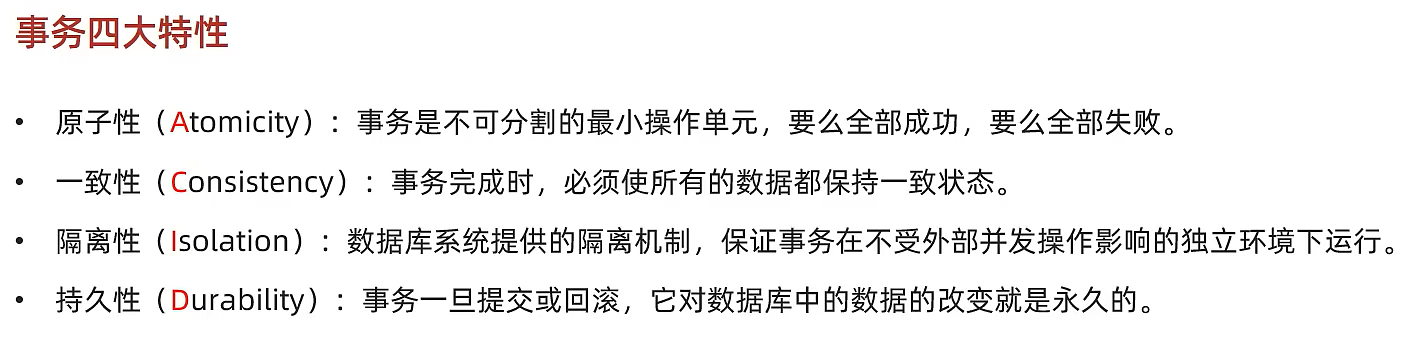 事务四大特性
• 原子性（Atomicity）：事务是不可分割的最小操作单元，要么全部成功，要么全部失败。
• 一致性（Consistency）：事务完成时，必须使所有的数据都保持一致状态。
• 隔离性（Isolation）：数据库系统提供的隔离机制，保证事务在不受外部并发操作影响的独立环境下运行。
• 持久性（Durability）：事务一旦提交或回滚，它对数据库中的数据的改变就是永久的。